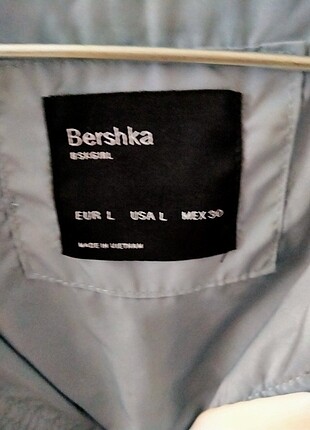 Bershka
BSKGIRL
EUR L USA L MEX 30
MADE IN VIETNAM